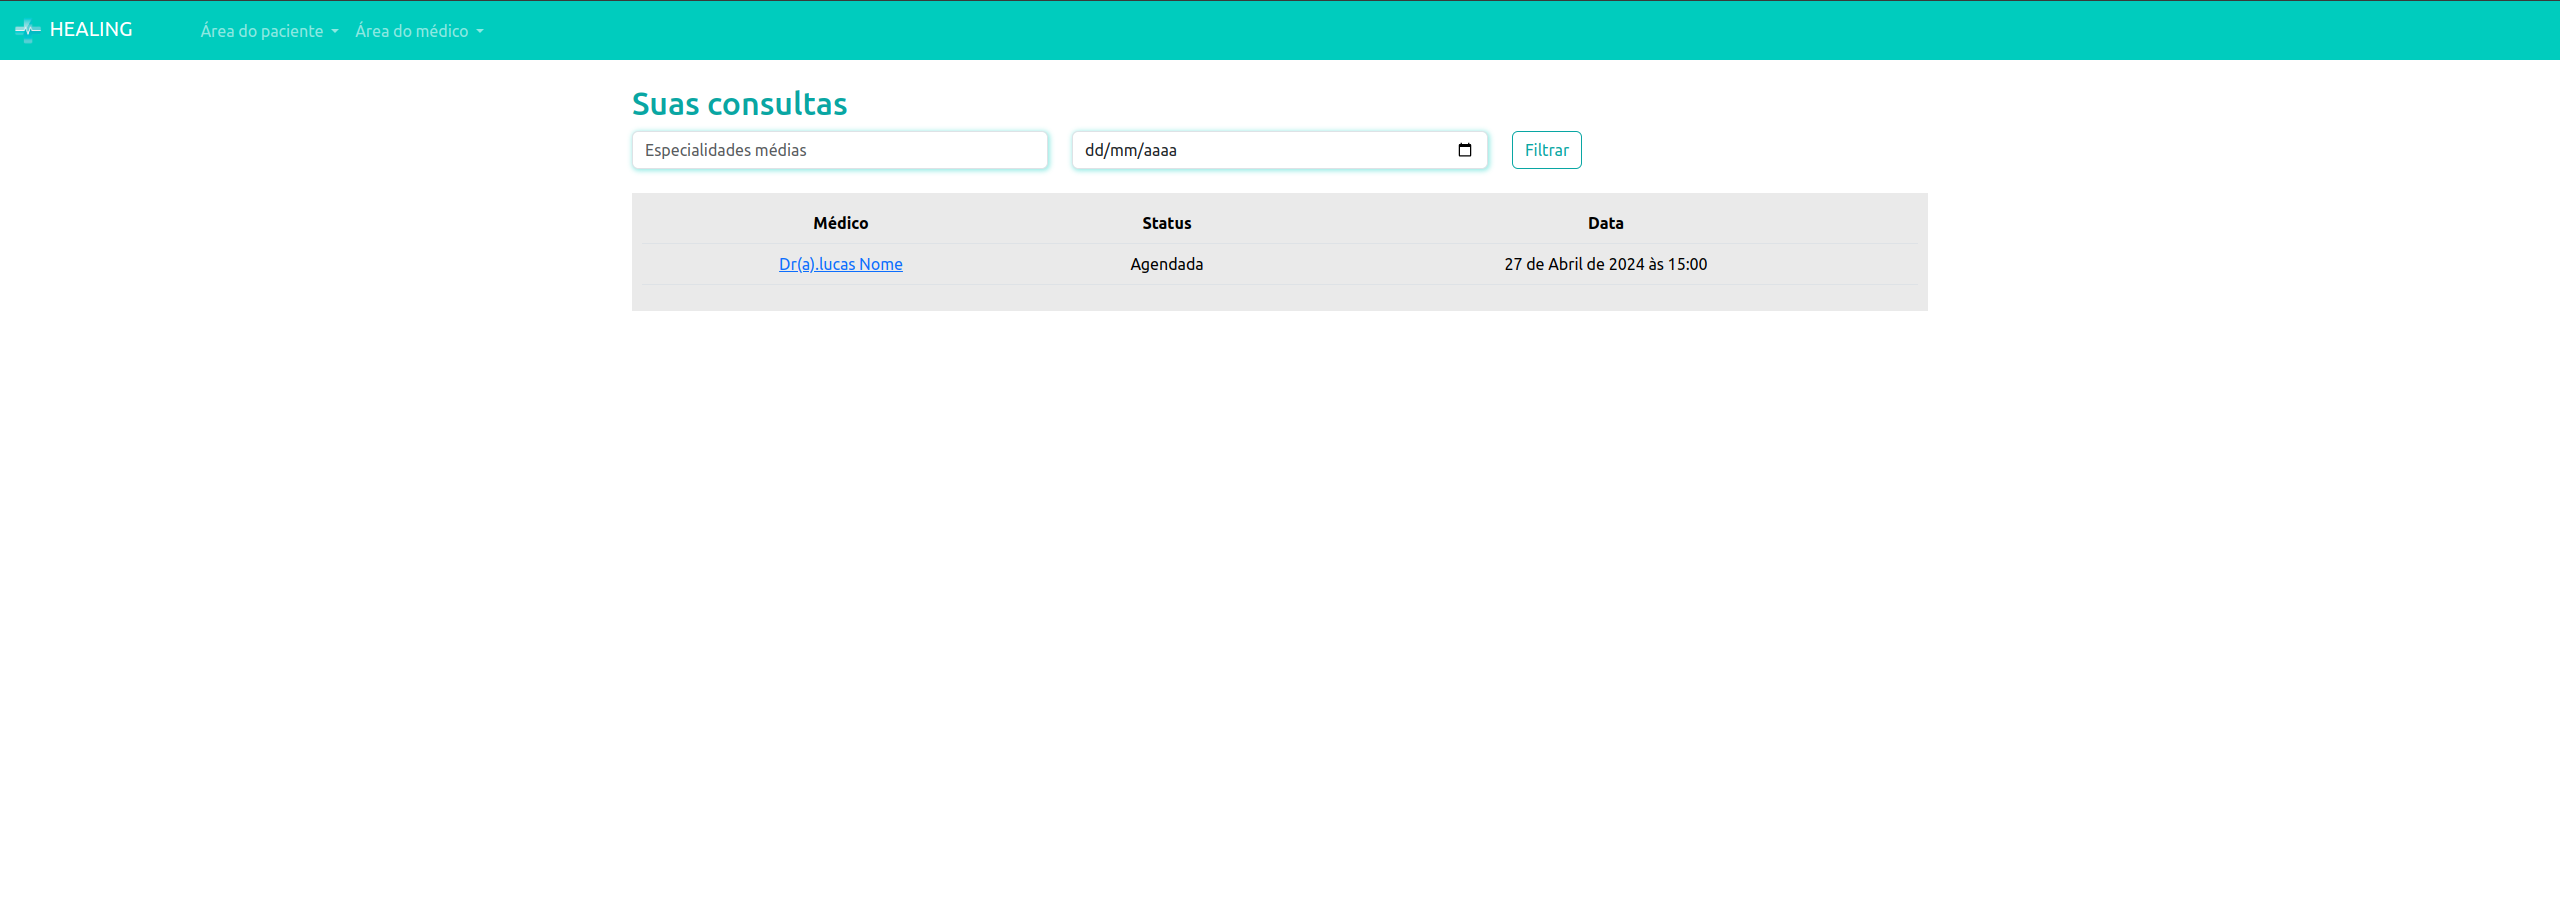 HEALING Área do paciente Área do médico
Suas consultas
Especialidades médias dd/mm/aaaa Filtrar
Médico Status Data
Dr(a).lucas Nome Agendada 27 de Abril de 2024 às 15:00